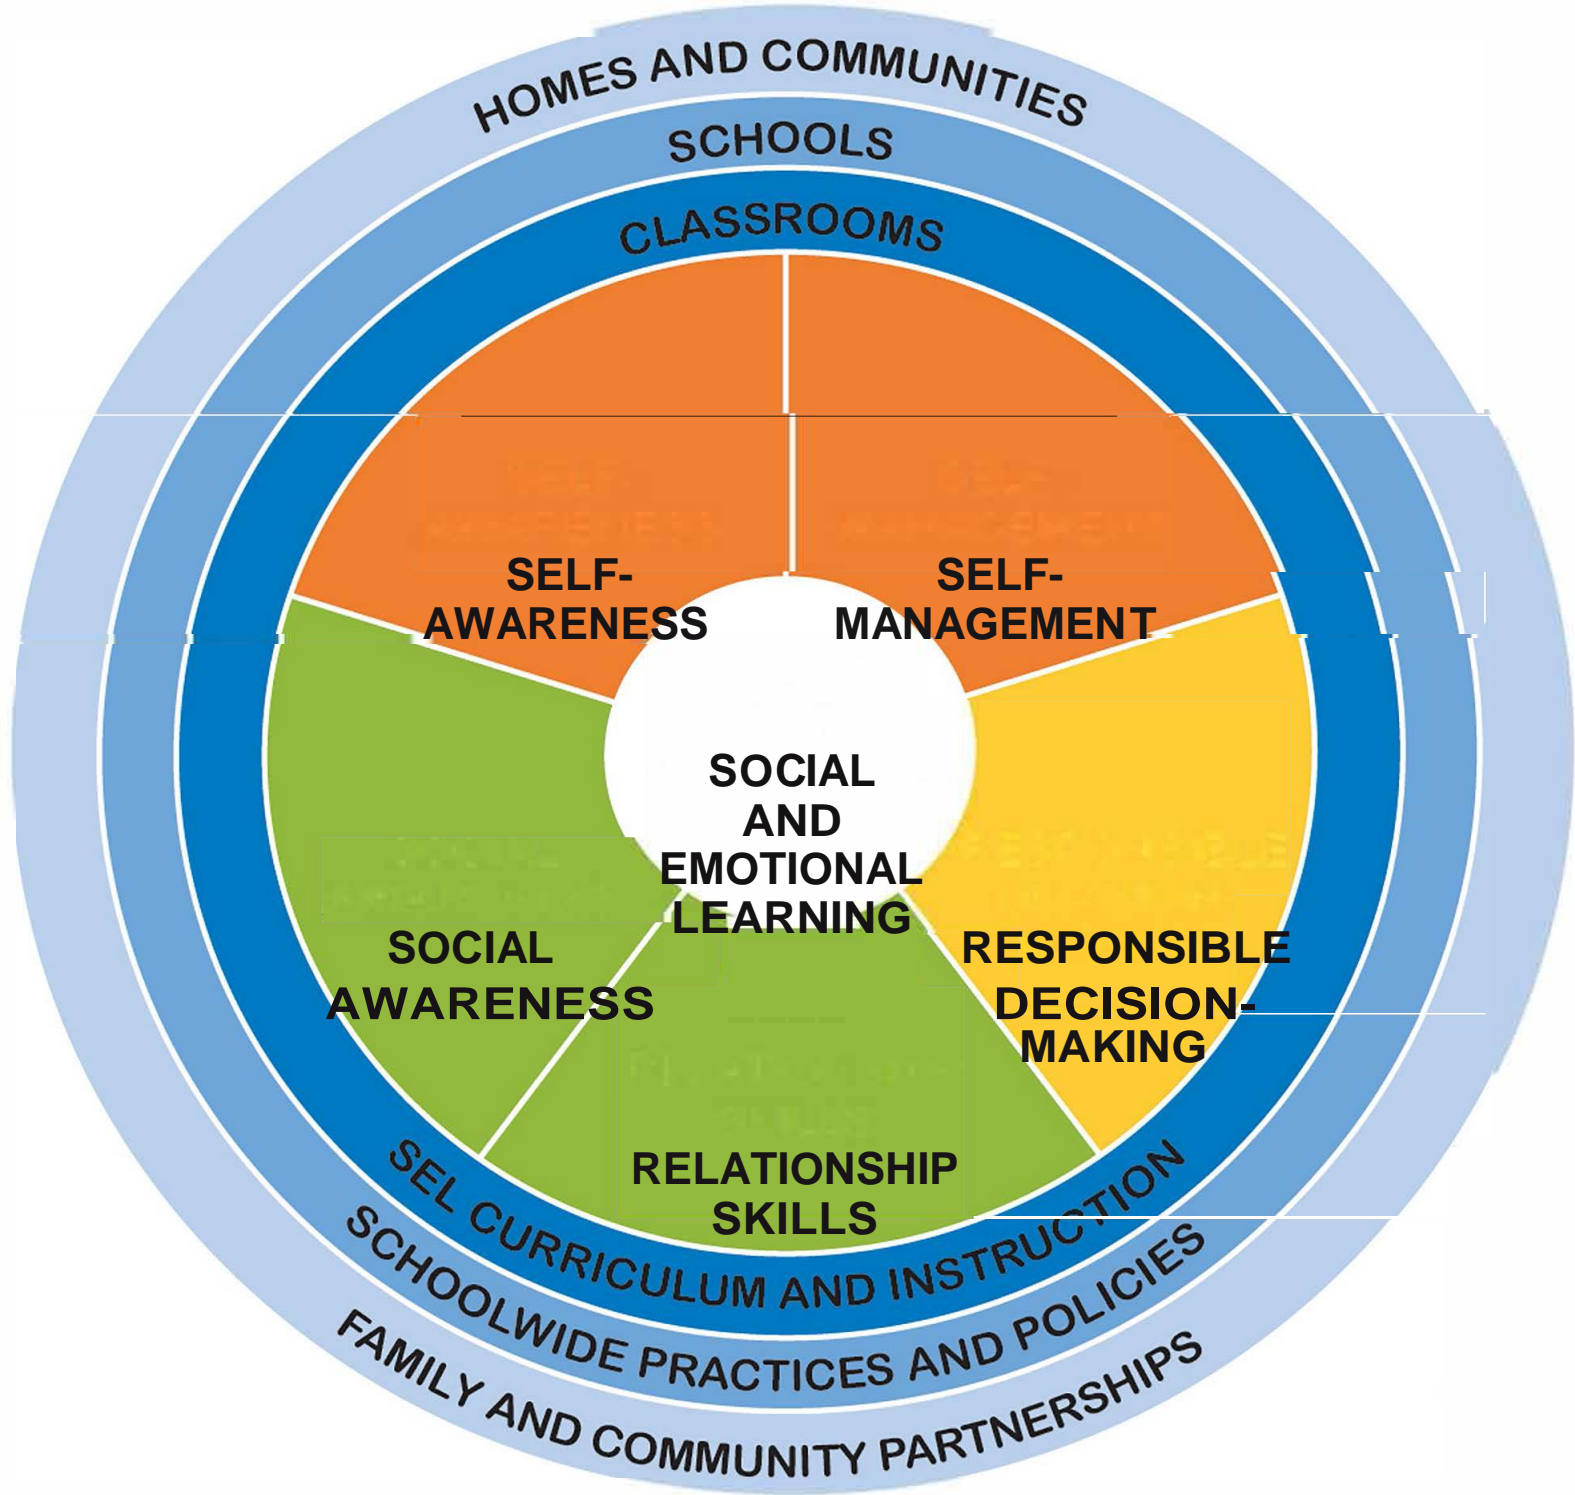 HOMES AND COMMUNITIES
SCHOOLS
CLASSROOMS
SELF-
AWARENESS
SELF-
MANAGEMENT
SOCIAL
AND
EMOTIONAL
LEARNING
SOCIAL
AWARENESS
RESPONSIBLE
DECISION-
MAKING
RELATIONSHIP
SKILLS
SEL CURRICULUM AND INSTRUCTION
SCHOOLWIDE PRACTICES AND POLICIES
FAMILY AND COMMUNITY PARTNERSHIPS